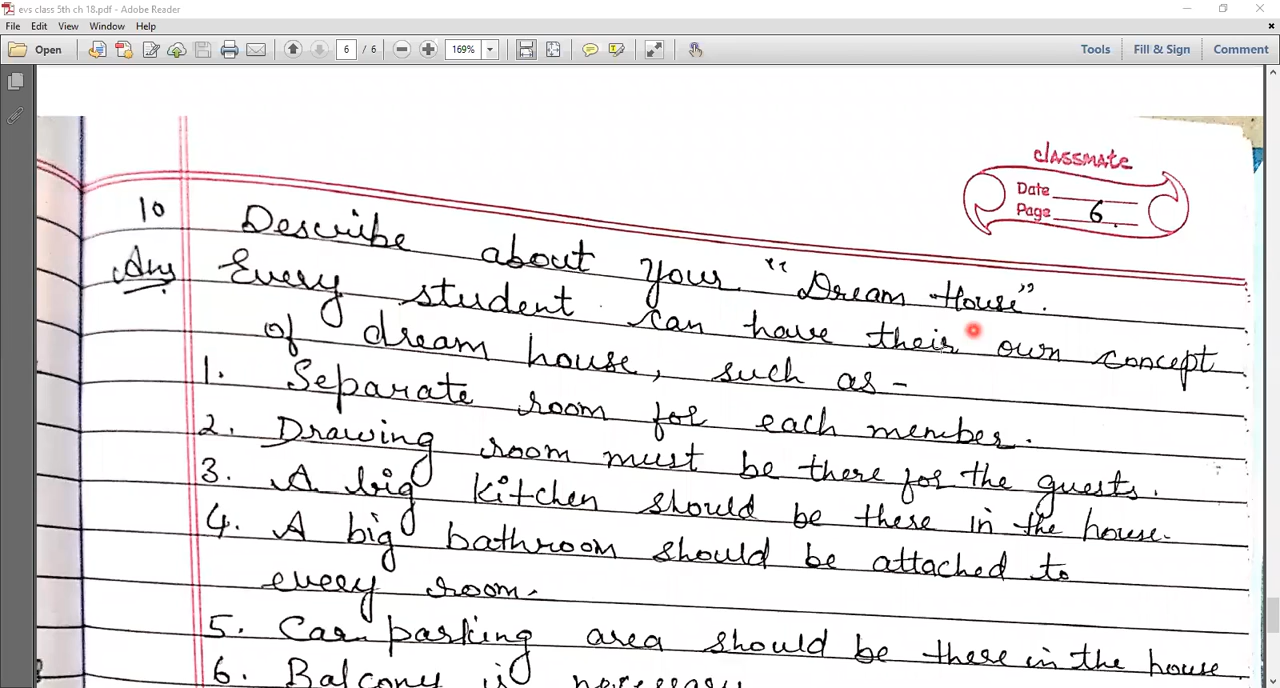 evs class 5th ch 18.pdf - Adobe Reader
File Edit View Window Help
Open 6 / 6 169% Tools Fill & Sign Comment
classmate
Date
Page 6
10 Describe about your "Dream House".
Ans Every student can have their own concept
of dream house, such as -
1. Separate room for each member.
2. Drawing room must be there for the guests.
3. A big kitchen should be there in the house.
4. A big bathroom should be attached to
every room.
5. Car parking area should be there in the house
6. Balcony is necessary